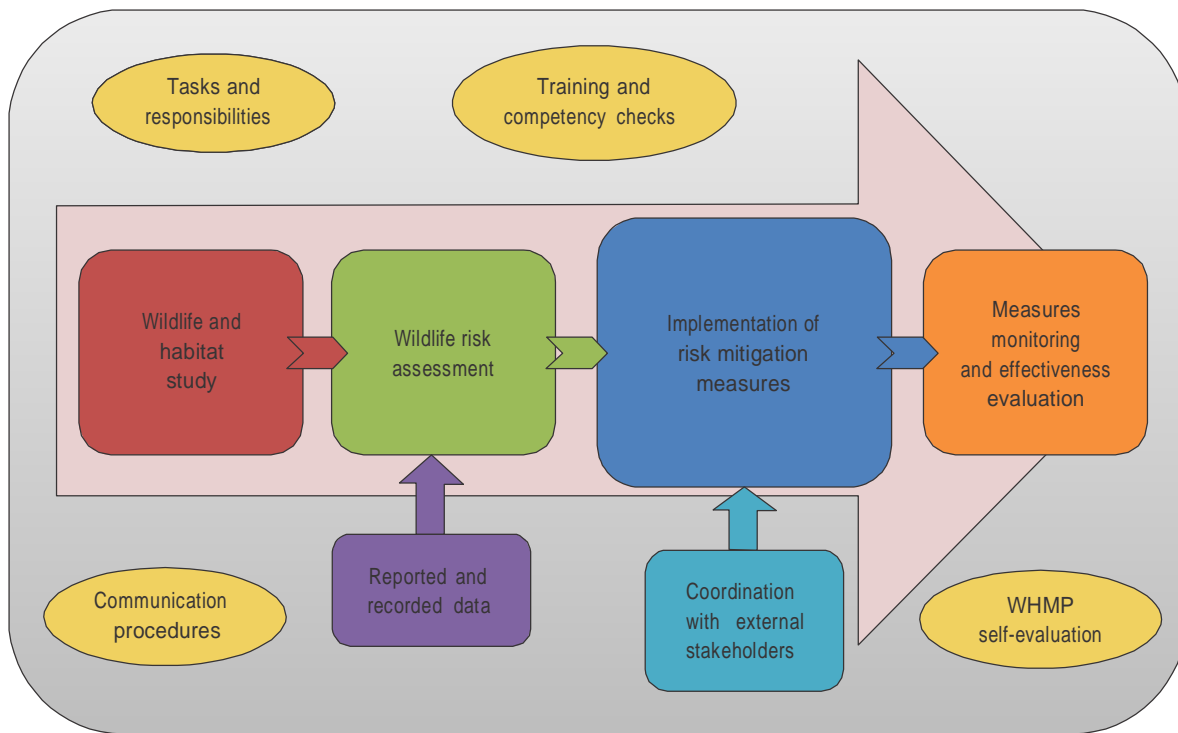 Tasks and
responsibilities
Training and
competency checks
Wildlife and
habitat
study
Wildlife risk
assessment
Implementation of
risk mitigation
measures
Measures
monitoring
and effectiveness
evaluation
Reported and
recorded data
Coordination
with external
stakeholders
Communication
procedures
WHMP
self-evaluation